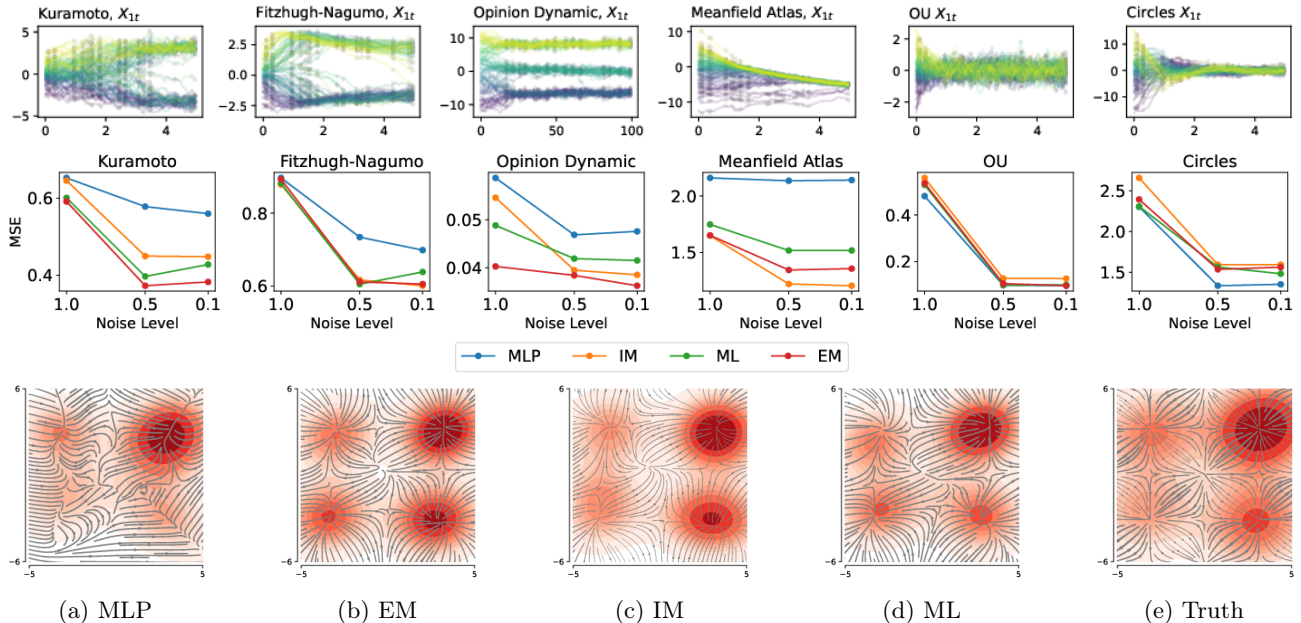 Kuramoto, X1t
Fitzhugh-Nagumo, X1t
Opinion Dynamic, X1t
Meanfield Atlas, X1t
OU X1t
Circles X1t
5
0
−5
0 2 4
2.5
0.0
−2.5
0 2 4
10
0
−10
0 50 100
10
0
−10
0 2 4
2
0
−2
0 2 4
10
0
−10
0 2 4
Kuramoto
Fitzhugh-Nagumo
Opinion Dynamic
Meanfield Atlas
OU
Circles
MSE
0.6
0.4
1.0 0.5 0.1
Noise Level
0.8
0.6
1.0 0.5 0.1
Noise Level
0.05
0.04
1.0 0.5 0.1
Noise Level
2.0
1.5
1.0 0.5 0.1
Noise Level
0.4
0.2
1.0 0.5 0.1
Noise Level
2.5
2.0
1.5
1.0 0.5 0.1
Noise Level
MLP IM ML EM
6
−6
−5 5
6
−6
−5 5
6
−6
−5 5
6
−6
−5 5
6
−6
−5 5
(a) MLP
(b) EM
(c) IM
(d) ML
(e) Truth